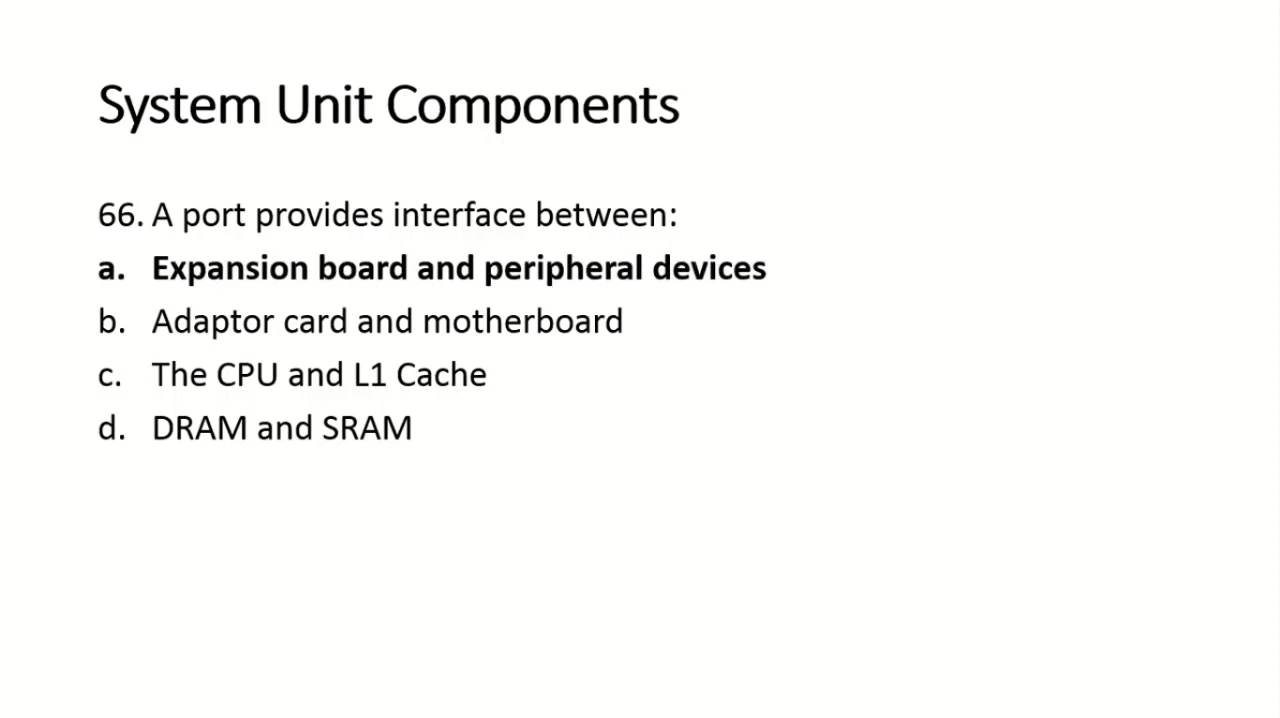 System Unit Components
66. A port provides interface between:
a. Expansion board and peripheral devices
b. Adaptor card and motherboard
c. The CPU and L1 Cache
d. DRAM and SRAM